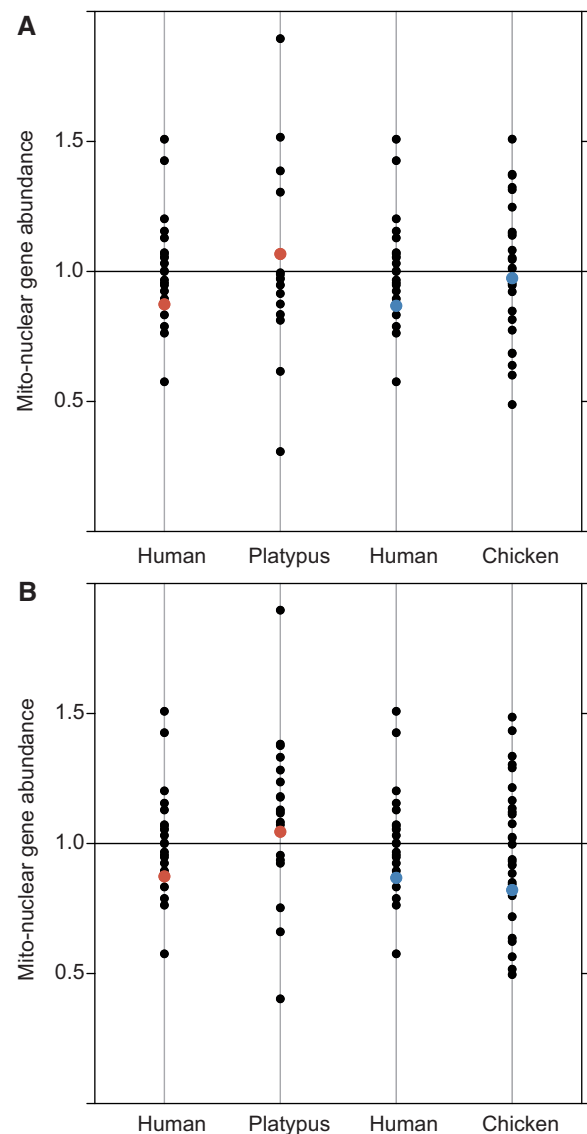 A
Mito-nuclear gene abundance
1.5
1.0
0.5
Human Platypus Human Chicken
B
Mito-nuclear gene abundance
1.5
1.0
0.5
Human Platypus Human Chicken